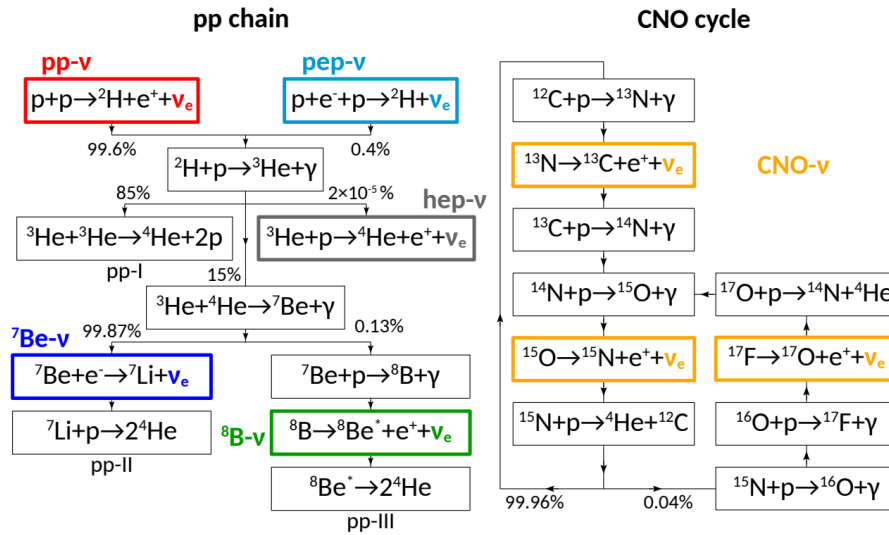 pp chain
pp-ν
pep-ν
p+p→²H+e⁺+νₑ
p+e⁻+p→²H+νₑ
99.6%
0.4%
²H+p→³He+γ
85%
2×10⁻⁵%
hep-ν
³He+³He→⁴He+2p
³He+p→⁴He+e⁺+νₑ
pp-I
15%
³He+⁴He→⁷Be+γ
⁷Be-ν
99.87%
0.13%
⁷Be+e⁻→⁷Li+νₑ
⁷Be+p→⁸B+γ
⁷Li+p→2⁴He
⁸B-ν
⁸B→⁸Be*+e⁺+νₑ
pp-II
⁸Be*→2⁴He
pp-III
CNO cycle
¹²C+p→¹³N+γ
¹³N→¹³C+e⁺+νₑ
CNO-ν
¹³C+p→¹⁴N+γ
¹⁴N+p→¹⁵O+γ
¹⁷O+p→¹⁴N+⁴He
¹⁵O→¹⁵N+e⁺+νₑ
¹⁷F→¹⁷O+e⁺+νₑ
¹⁵N+p→⁴He+¹²C
¹⁶O+p→¹⁷F+γ
99.96%
0.04%
¹⁵N+p→¹⁶O+γ